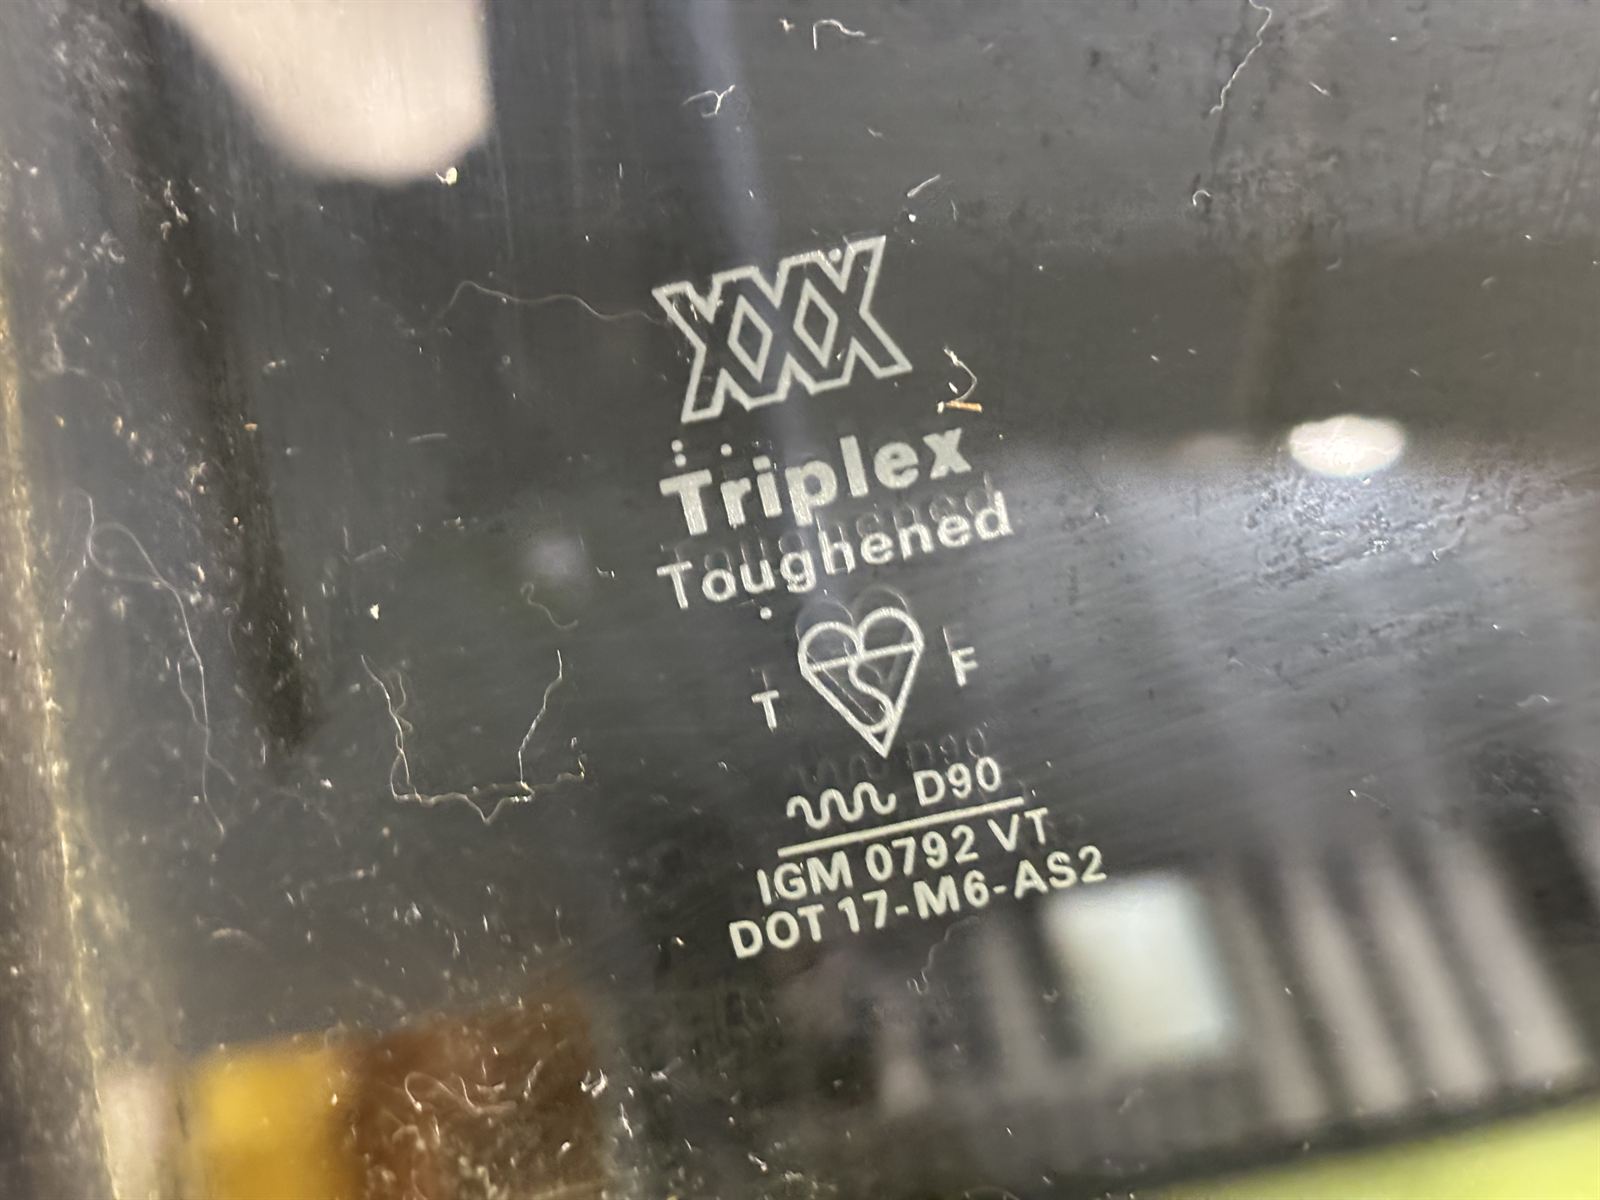 XXX
Triplex
Toughened
T F
D90
IGM 0792 VT
DOT 17-M6-AS2